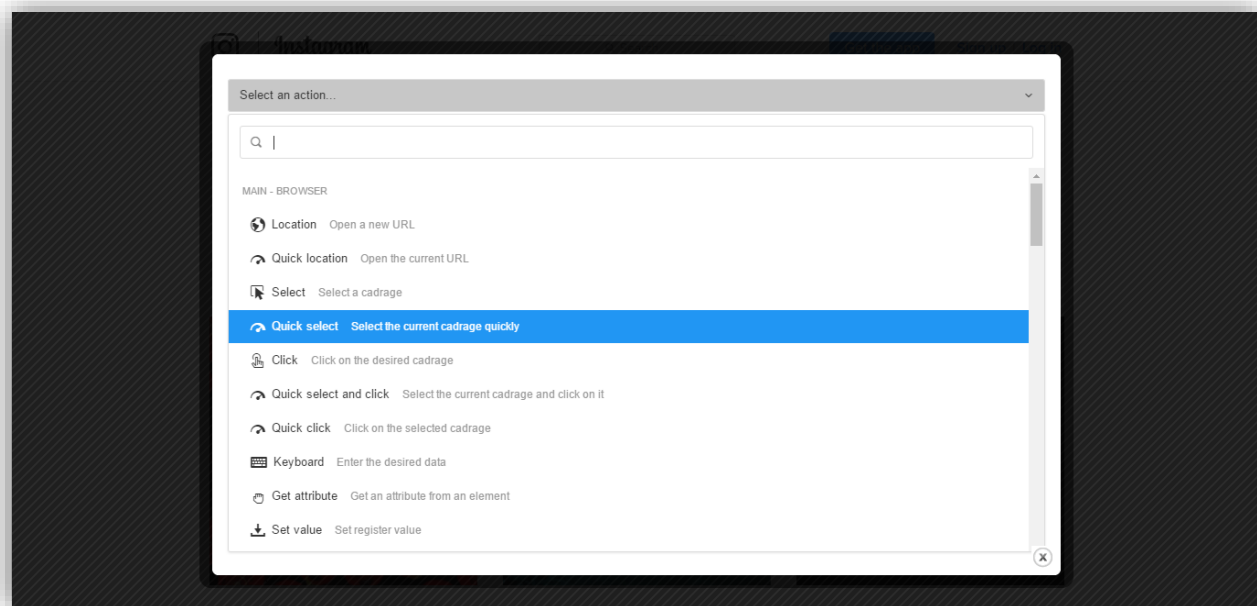 Instagram
Select an action...
MAIN - BROWSER
Location Open a new URL
Quick location Open the current URL
Select Select a cadrage
Quick select Select the current cadrage quickly
Click Click on the desired cadrage
Quick select and click Select the current cadrage and click on it
Quick click Click on the selected cadrage
Keyboard Enter the desired data
Get attribute Get an attribute from an element
Set value Set register value